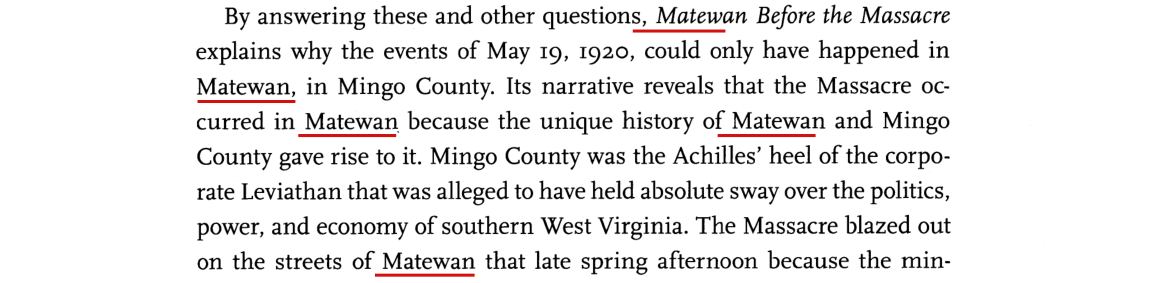 By answering these and other questions, Matewan Before the Massacre
explains why the events of May 19, 1920, could only have happened in
Matewan, in Mingo County. Its narrative reveals that the Massacre oc-
curred in Matewan because the unique history of Matewan and Mingo
County gave rise to it. Mingo County was the Achilles’ heel of the corpo-
rate Leviathan that was alleged to have held absolute sway over the politics,
power, and economy of southern West Virginia. The Massacre blazed out
on the streets of Matewan that late spring afternoon because the min-